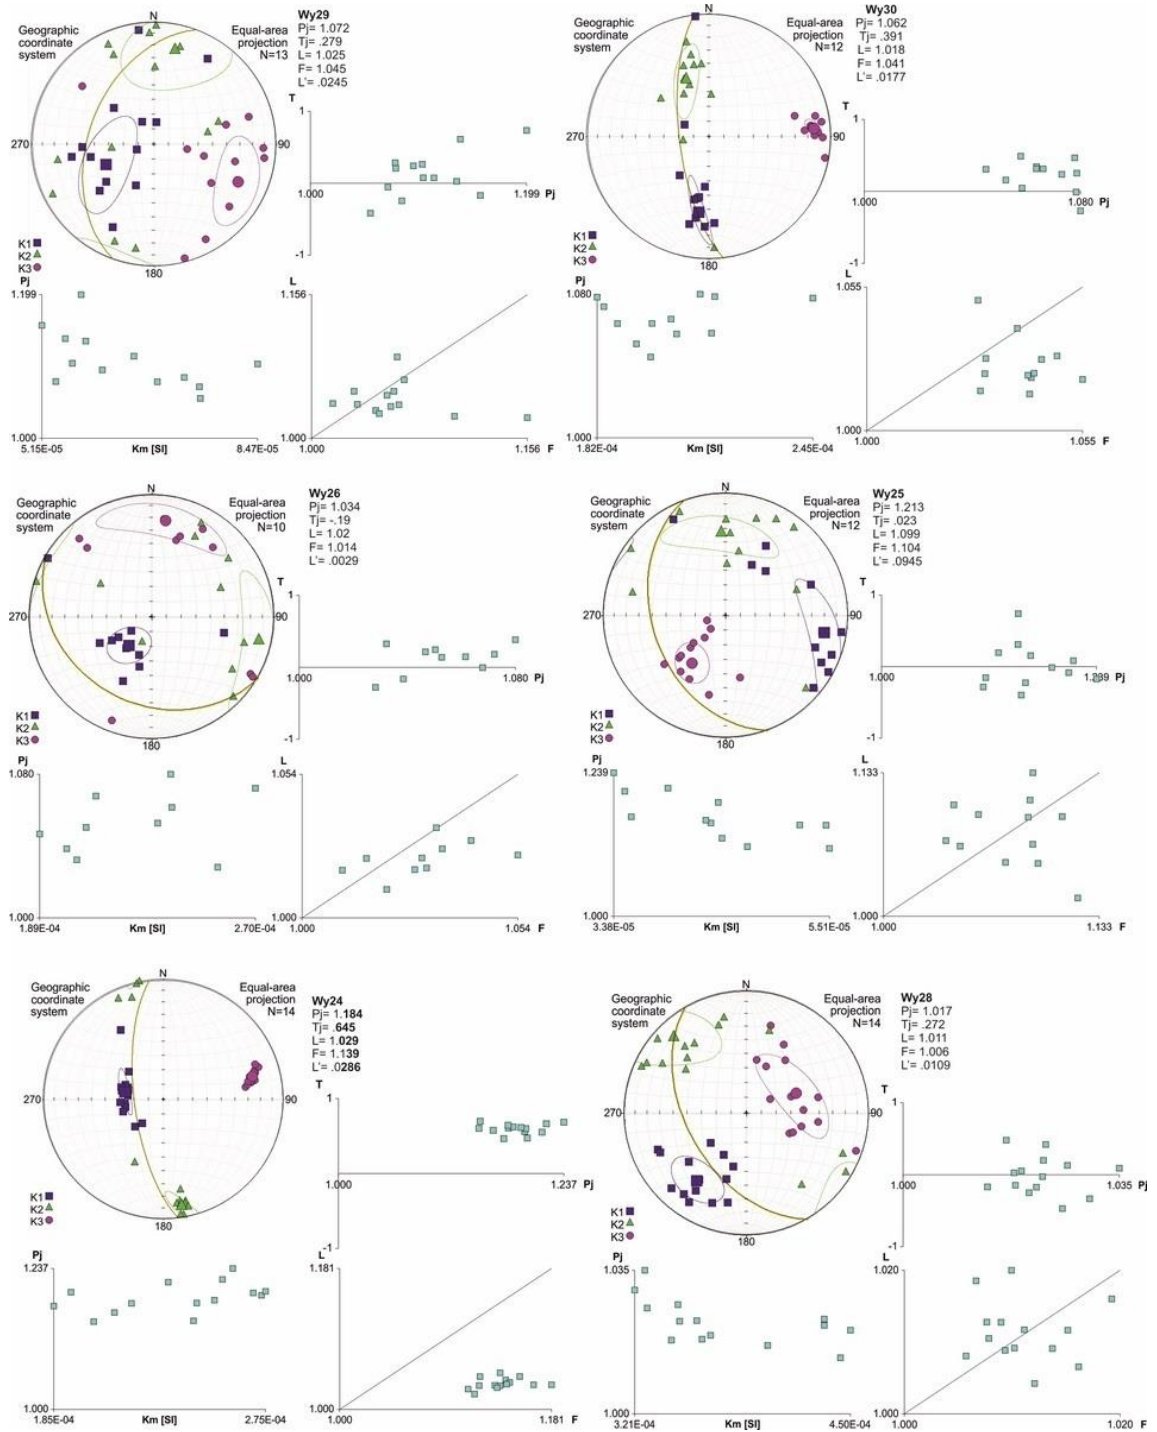 N
Geographic
coordinate
system
Equal-area
projection
N=13
Wy29
Pj= 1.072
Tj= .279
L= 1.025
F= 1.045
L'= .0245
270
90
180
K1
K2
K3
T
1
1.000
1.199 Pj
-1
Pj
1.199
1.000
5.15E-05 Km [SI] 8.47E-05
L
1.156
1.000
1.000
1.156 F
N
Geographic
coordinate
system
Equal-area
projection
N=12
Wy30
Pj= 1.062
Tj= .391
L= 1.018
F= 1.041
L'= .0177
270
90
180
K1
K2
K3
T
1
1.000
1.080
Pj
-1
Pj
1.080
1.000
1.82E-04 Km [SI] 2.45E-04
L
1.055
1.000
1.000
1.055
F
N
Geographic
coordinate
system
Equal-area
projection
N=10
Wy26
Pj= 1.034
Tj= -.19
L= 1.02
F= 1.014
L'= .0029
270
90
180
K1
K2
K3
T
1
1.000
1.080 Pj
-1
Pj
1.080
1.000
1.89E-04 Km [SI] 2.70E-04
L
1.054
1.000
1.000
1.054 F
N
Geographic
coordinate
system
Equal-area
projection
N=12
Wy25
Pj= 1.213
Tj= .023
L= 1.099
F= 1.104
L'= .0945
270
90
180
K1
K2
K3
T
1
1.000
1.239
Pj
-1
Pj
1.239
1.000
3.38E-05 Km [SI] 5.51E-05
L
1.133
1.000
1.000
1.133 F
N
Geographic
coordinate
system
Equal-area
projection
N=14
Wy24
Pj= 1.184
Tj= .645
L= 1.029
F= 1.139
L'= .0286
270
90
180
K1
K2
K3
T
1
1.000
1.237
Pj
-1
Pj
1.237
1.000
1.85E-04 Km [SI] 2.75E-04
L
1.181
1.000
1.000
1.181 F
N
Geographic
coordinate
system
Equal-area
projection
N=14
Wy28
Pj= 1.017
Tj= .272
L= 1.011
F= 1.006
L'= .0109
270
90
180
K1
K2
K3
T
1
1.000
1.035
Pj
-1
Pj
1.035
1.000
3.21E-04 Km [SI] 4.50E-04
L
1.020
1.000
1.000
1.020 F